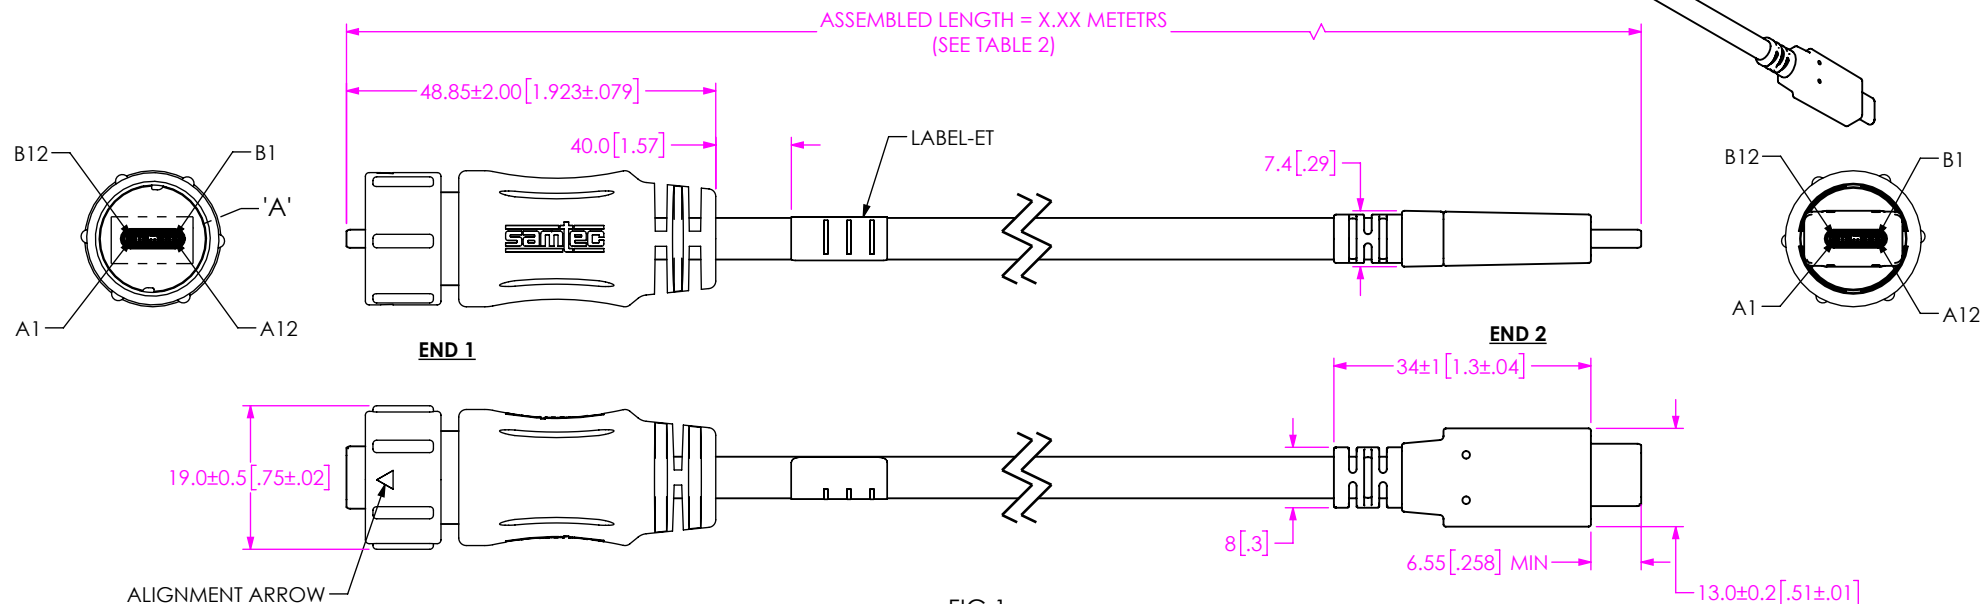 ASSEMBLED LENGTH = X.XX METETRS
(SEE TABLE 2)
48.85±2.00[1.923±.079]
40.0[1.57]
LABEL-ET
7.4[.29]
B12
B1
'A'
A1
A12
samtec
B12
B1
A1
A12
END 1
END 2
34±1[1.3±.04]
19.0±0.5[.75±.02]
8[.3]
6.55[.258] MIN
13.0±0.2[.51±.01]
ALIGNMENT ARROW
FIG 1